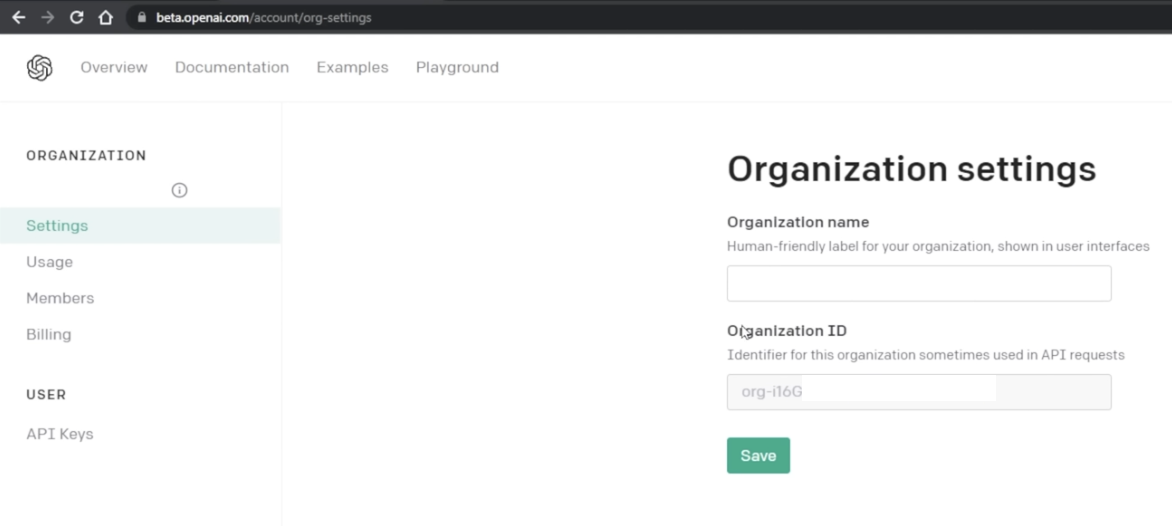 beta.openai.com/account/org-settings
Overview Documentation Examples Playground
ORGANIZATION
Settings
Usage
Members
Billing
USER
API Keys
Organization settings
Organization name
Human-friendly label for your organization, shown in user interfaces
Organization ID
Identifier for this organization sometimes used in API requests
org-i16G
Save